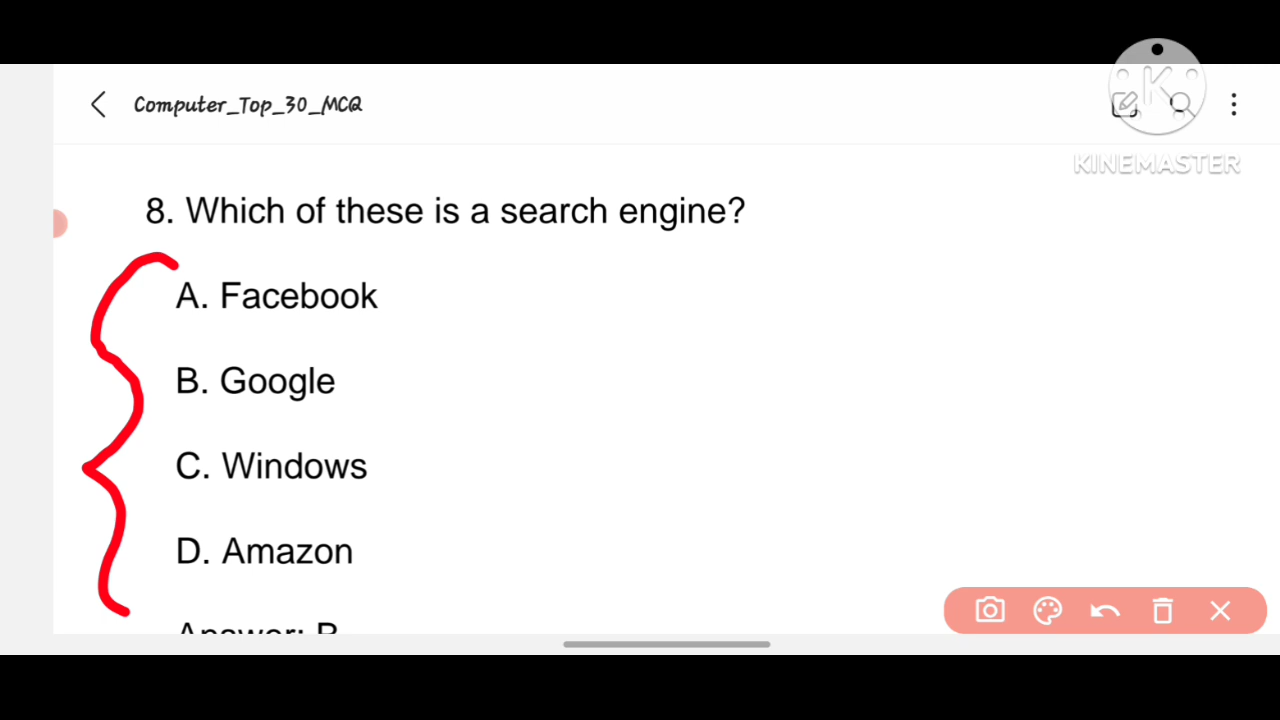 Computer_Top_30_MCQ
KINEMASTER
8. Which of these is a search engine?
A. Facebook
B. Google
C. Windows
D. Amazon
Answer: B